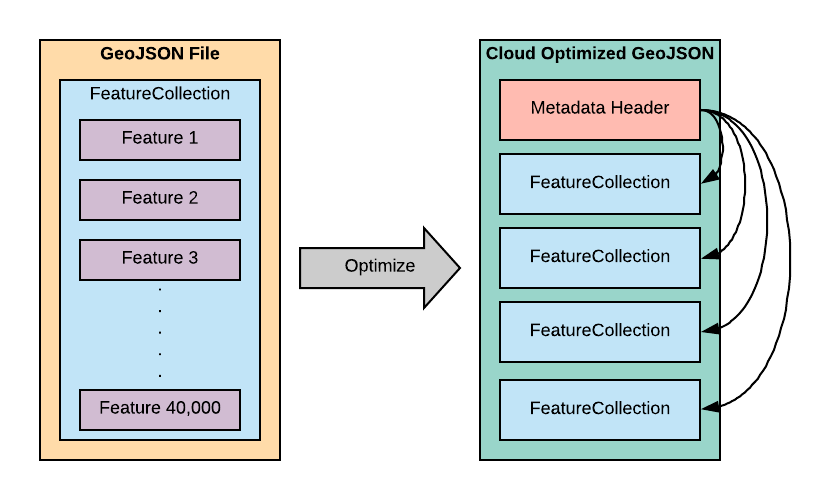 GeoJSON File
FeatureCollection
Feature 1
Feature 2
Feature 3
Feature 40,000
Optimize
Cloud Optimized GeoJSON
Metadata Header
FeatureCollection
FeatureCollection
FeatureCollection
FeatureCollection